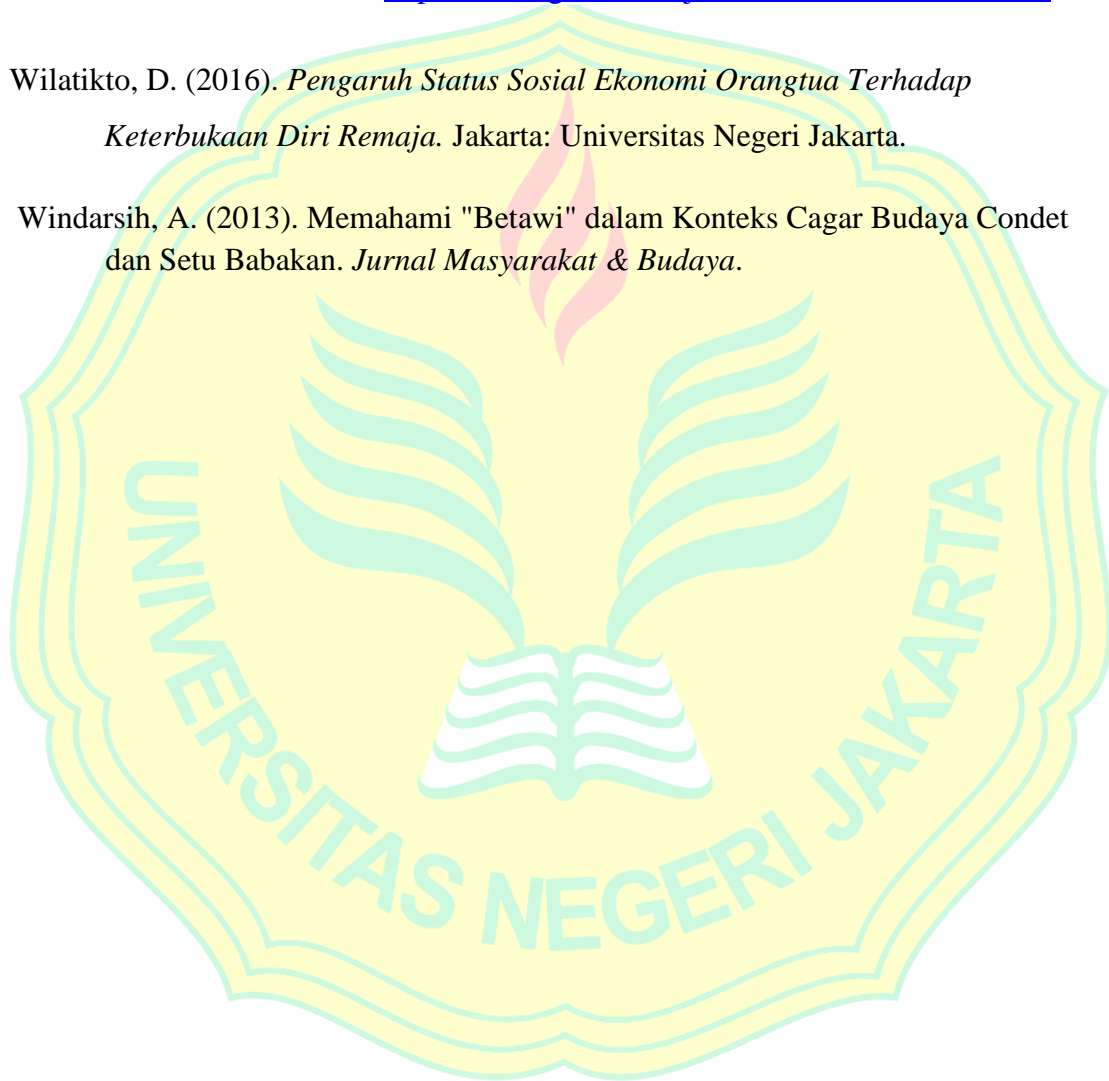 Wilatikto, D. (2016). Pengaruh Status Sosial Ekonomi Orangtua Terhadap
Keterbukaan Diri Remaja. Jakarta: Universitas Negeri Jakarta.
Windarsih, A. (2013). Memahami "Betawi" dalam Konteks Cagar Budaya Condet
dan Setu Babakan. Jurnal Masyarakat & Budaya.
UNIVERSITAS NEGERI JAKARTA